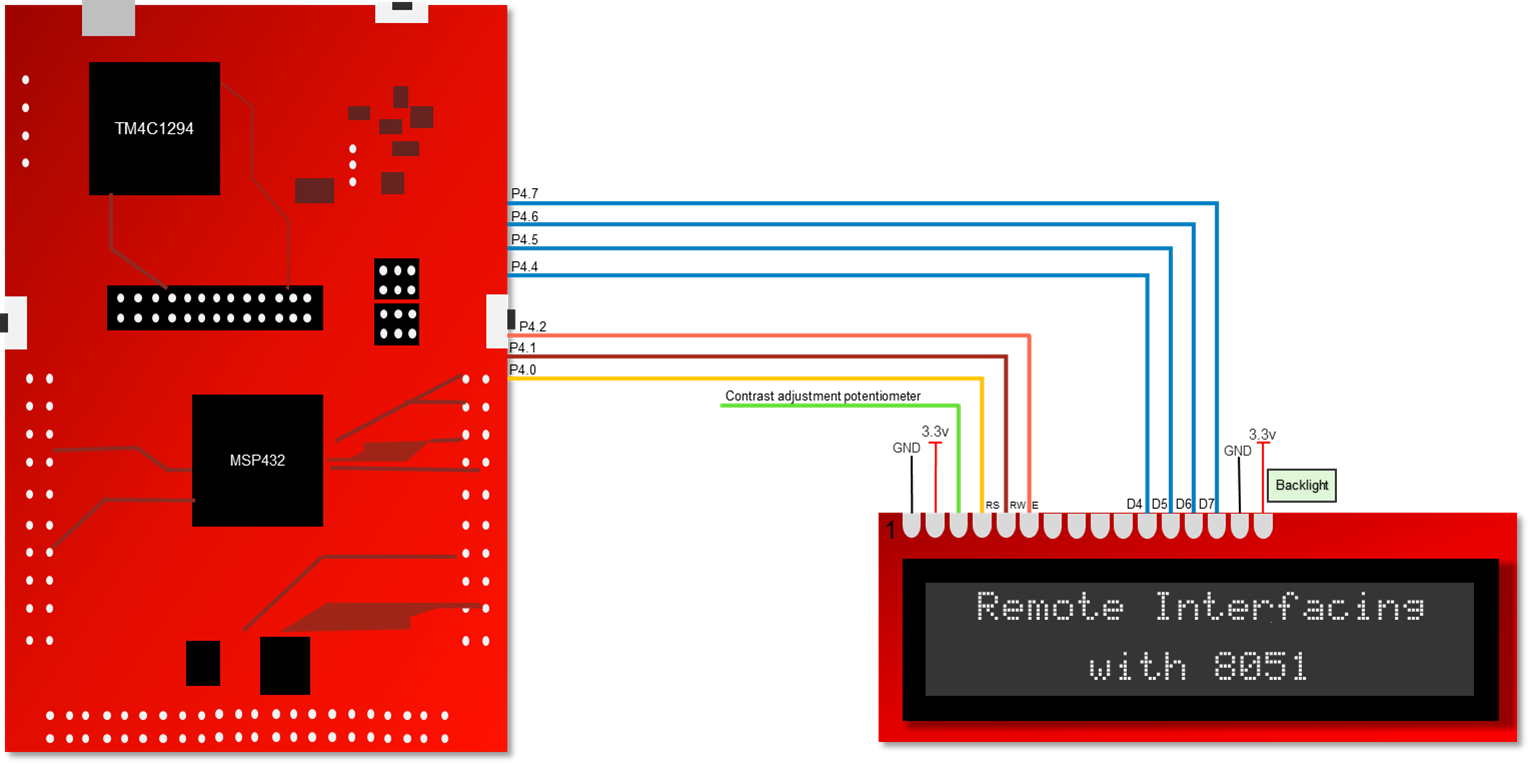 TM4C1294
P4.7
P4.6
P4.5
P4.4
P4.2
P4.1
P4.0
Contrast adjustment potentiometer
MSP432
GND
3.3v
GND
3.3v
Backlight
RS
RW
E
D4
D5
D6
D7
1
Remote Interfacing
with 8051